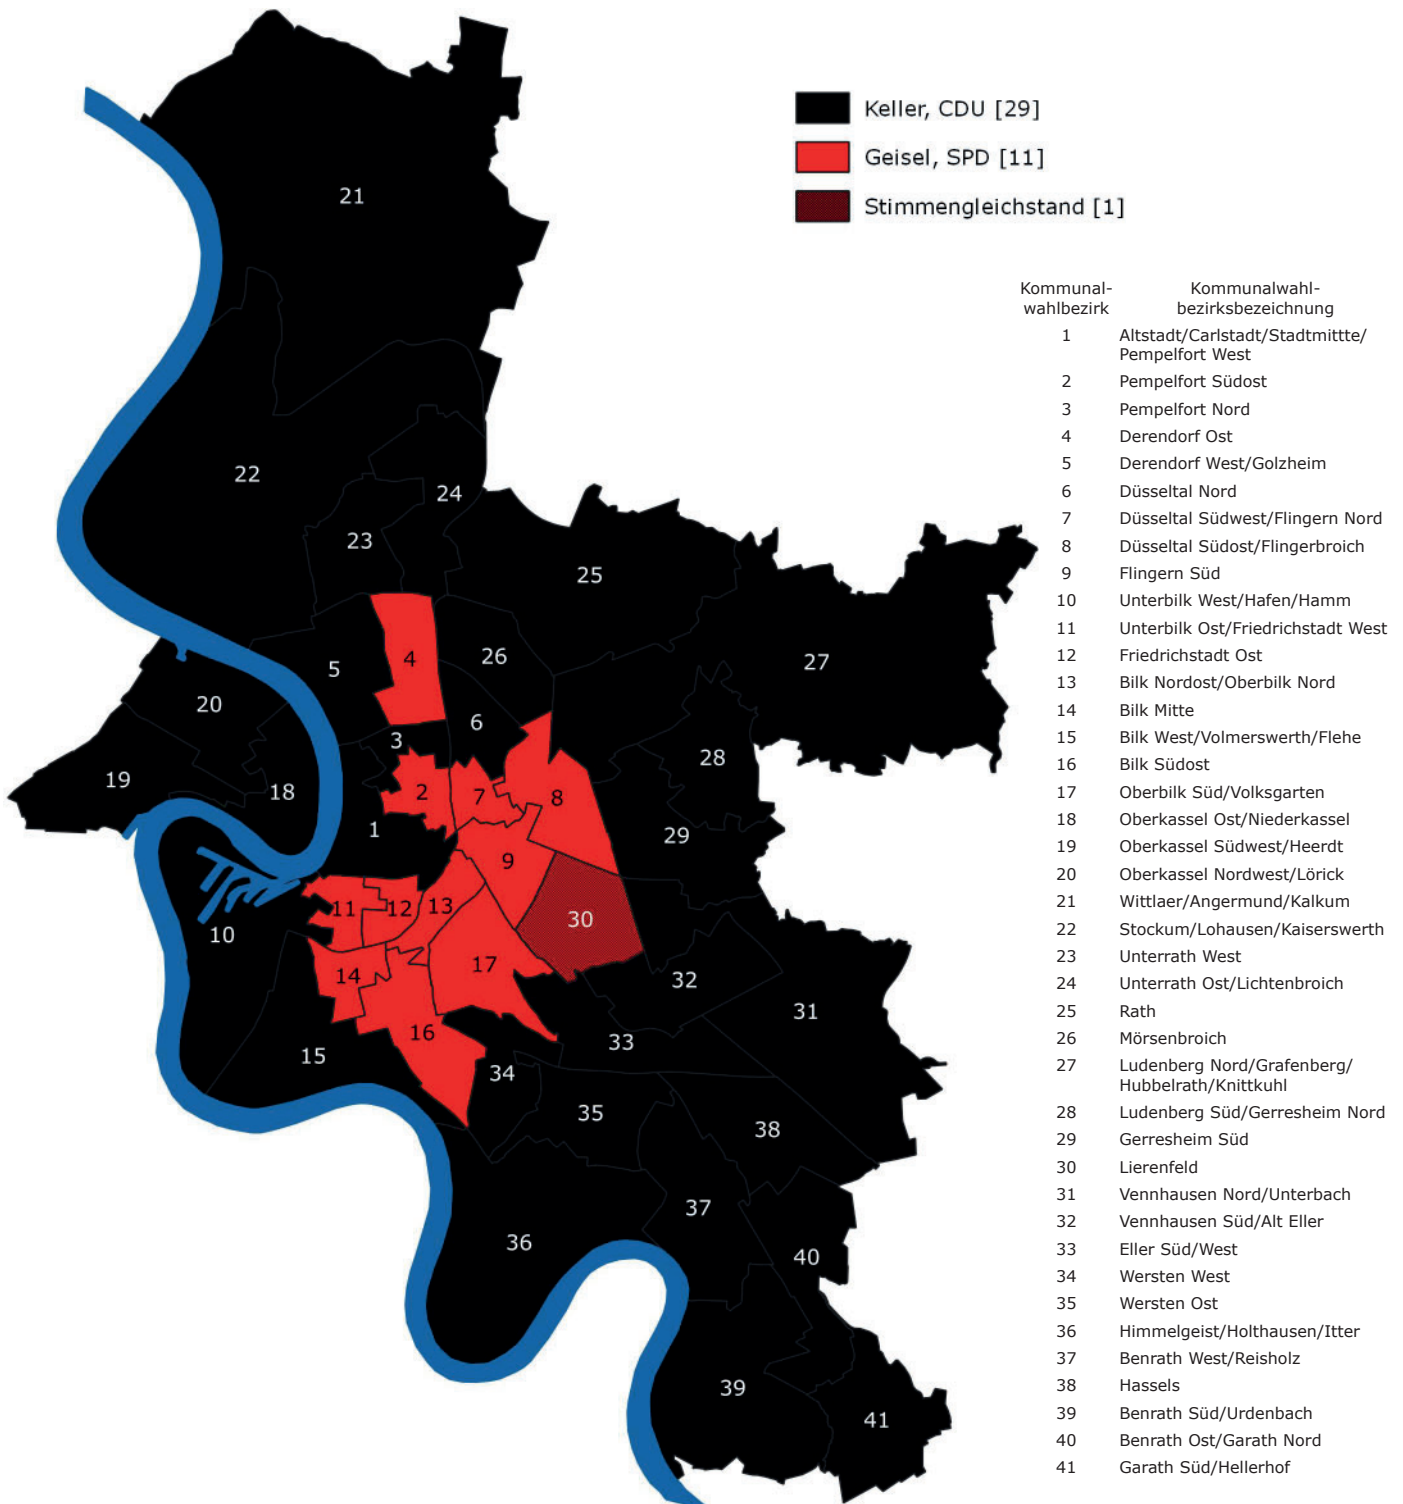 Keller, CDU [29]
Geisel, SPD [11]
Stimmengleichstand [1]
21
22
24
23
25
5
4
26
27
20
6
3
28
19
18
2
7
8
1
29
9
11
12
13
30
10
14
17
32
31
16
15
33
34
35
38
37
36
40
39
41
Kommunal-
wahlbezirk
Kommunalwahl-
bezirksbezeichnung
1 Altstadt/Carlstadt/Stadtmittte/
Pempelfort West
2 Pempelfort Südost
3 Pempelfort Nord
4 Derendorf Ost
5 Derendorf West/Golzheim
6 Düsseltal Nord
7 Düsseltal Südwest/Flingern Nord
8 Düsseltal Südost/Flingerbroich
9 Flingern Süd
10 Unterbilk West/Hafen/Hamm
11 Unterbilk Ost/Friedrichstadt West
12 Friedrichstadt Ost
13 Bilk Nordost/Oberbilk Nord
14 Bilk Mitte
15 Bilk West/Volmerswerth/Flehe
16 Bilk Südost
17 Oberbilk Süd/Volksgarten
18 Oberkassel Ost/Niederkassel
19 Oberkassel Südwest/Heerdt
20 Oberkassel Nordwest/Lörick
21 Wittlaer/Angermund/Kalkum
22 Stockum/Lohausen/Kaiserswerth
23 Unterrath West
24 Unterrath Ost/Lichtenbroich
25 Rath
26 Mörsenbroich
27 Ludenberg Nord/Grafenberg/
Hubbelrath/Knittkuhl
28 Ludenberg Süd/Gerresheim Nord
29 Gerresheim Süd
30 Lierenfeld
31 Vennhausen Nord/Unterbach
32 Vennhausen Süd/Alt Eller
33 Eller Süd/West
34 Wersten West
35 Wersten Ost
36 Himmelgeist/Holthausen/Itter
37 Benrath West/Reisholz
38 Hassels
39 Benrath Süd/Urdenbach
40 Benrath Ost/Garath Nord
41 Garath Süd/Hellerhof